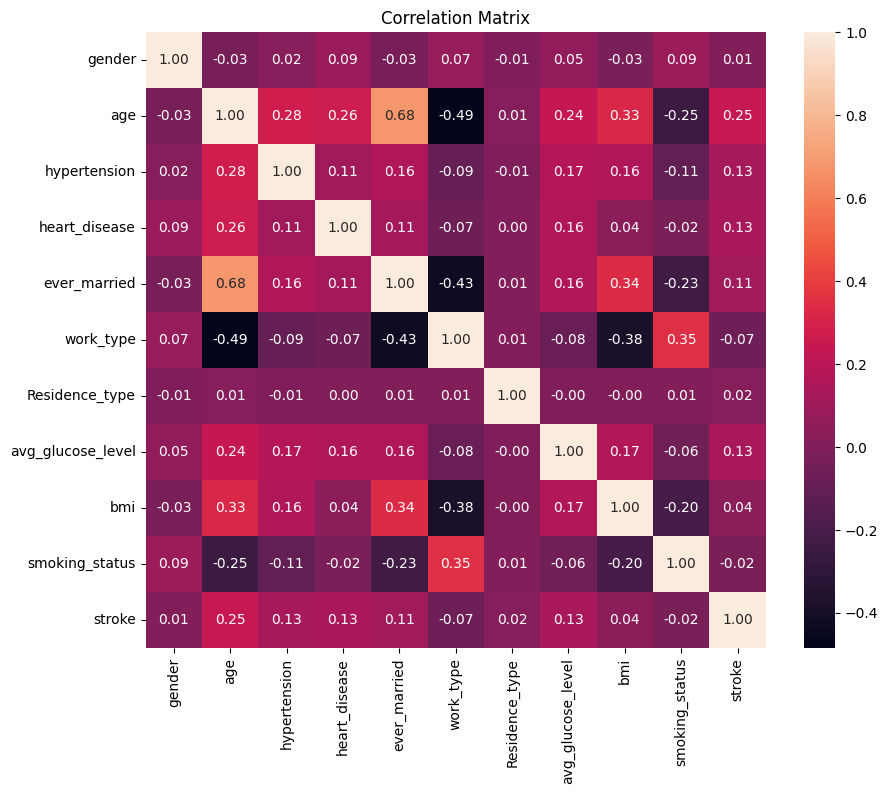 Correlation Matrix
gender 1.00 -0.03 0.02 0.09 -0.03 0.07 -0.01 0.05 -0.03 0.09 0.01
age -0.03 1.00 0.28 0.26 0.68 -0.49 0.01 0.24 0.33 -0.25 0.25
hypertension 0.02 0.28 1.00 0.11 0.16 -0.09 -0.01 0.17 0.16 -0.11 0.13
heart_disease 0.09 0.26 0.11 1.00 0.11 -0.07 0.00 0.16 0.04 -0.02 0.13
ever_married -0.03 0.68 0.16 0.11 1.00 -0.43 0.01 0.16 0.34 -0.23 0.11
work_type 0.07 -0.49 -0.09 -0.07 -0.43 1.00 0.01 -0.08 -0.38 0.35 -0.07
Residence_type -0.01 0.01 -0.01 0.00 0.01 0.01 1.00 -0.00 -0.00 0.01 0.02
avg_glucose_level 0.05 0.24 0.17 0.16 0.16 -0.08 -0.00 1.00 0.17 -0.06 0.13
bmi -0.03 0.33 0.16 0.04 0.34 -0.38 -0.00 0.17 1.00 -0.20 0.04
smoking_status 0.09 -0.25 -0.11 -0.02 -0.23 0.35 0.01 -0.06 -0.20 1.00 -0.02
stroke 0.01 0.25 0.13 0.13 0.11 -0.07 0.02 0.13 0.04 -0.02 1.00
gender age hypertension heart_disease ever_married work_type Residence_type avg_glucose_level bmi smoking_status stroke
1.0
0.8
0.6
0.4
0.2
0.0
−0.2
−0.4